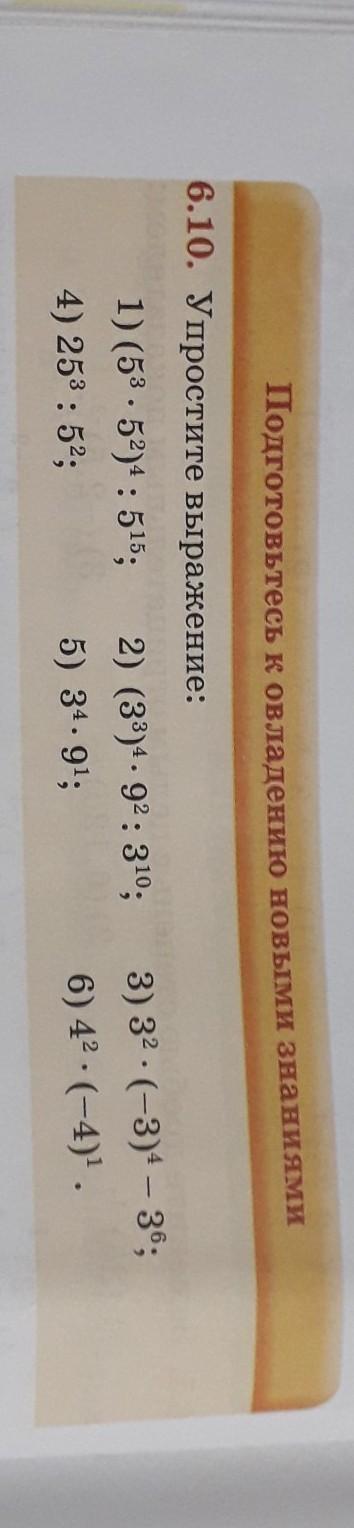 Подготовьтесь к овладению новыми знаниями
6.10. Упростите выражение:
1) (5³ · 5²)⁴ : 5¹⁵; 2) (3³)⁴ · 9² : 3¹⁰; 3) 3² · (−3)⁴ − 3⁶;
4) 25³ : 5²; 5) 3⁴ · 9¹; 6) 4² · (−4)¹ .